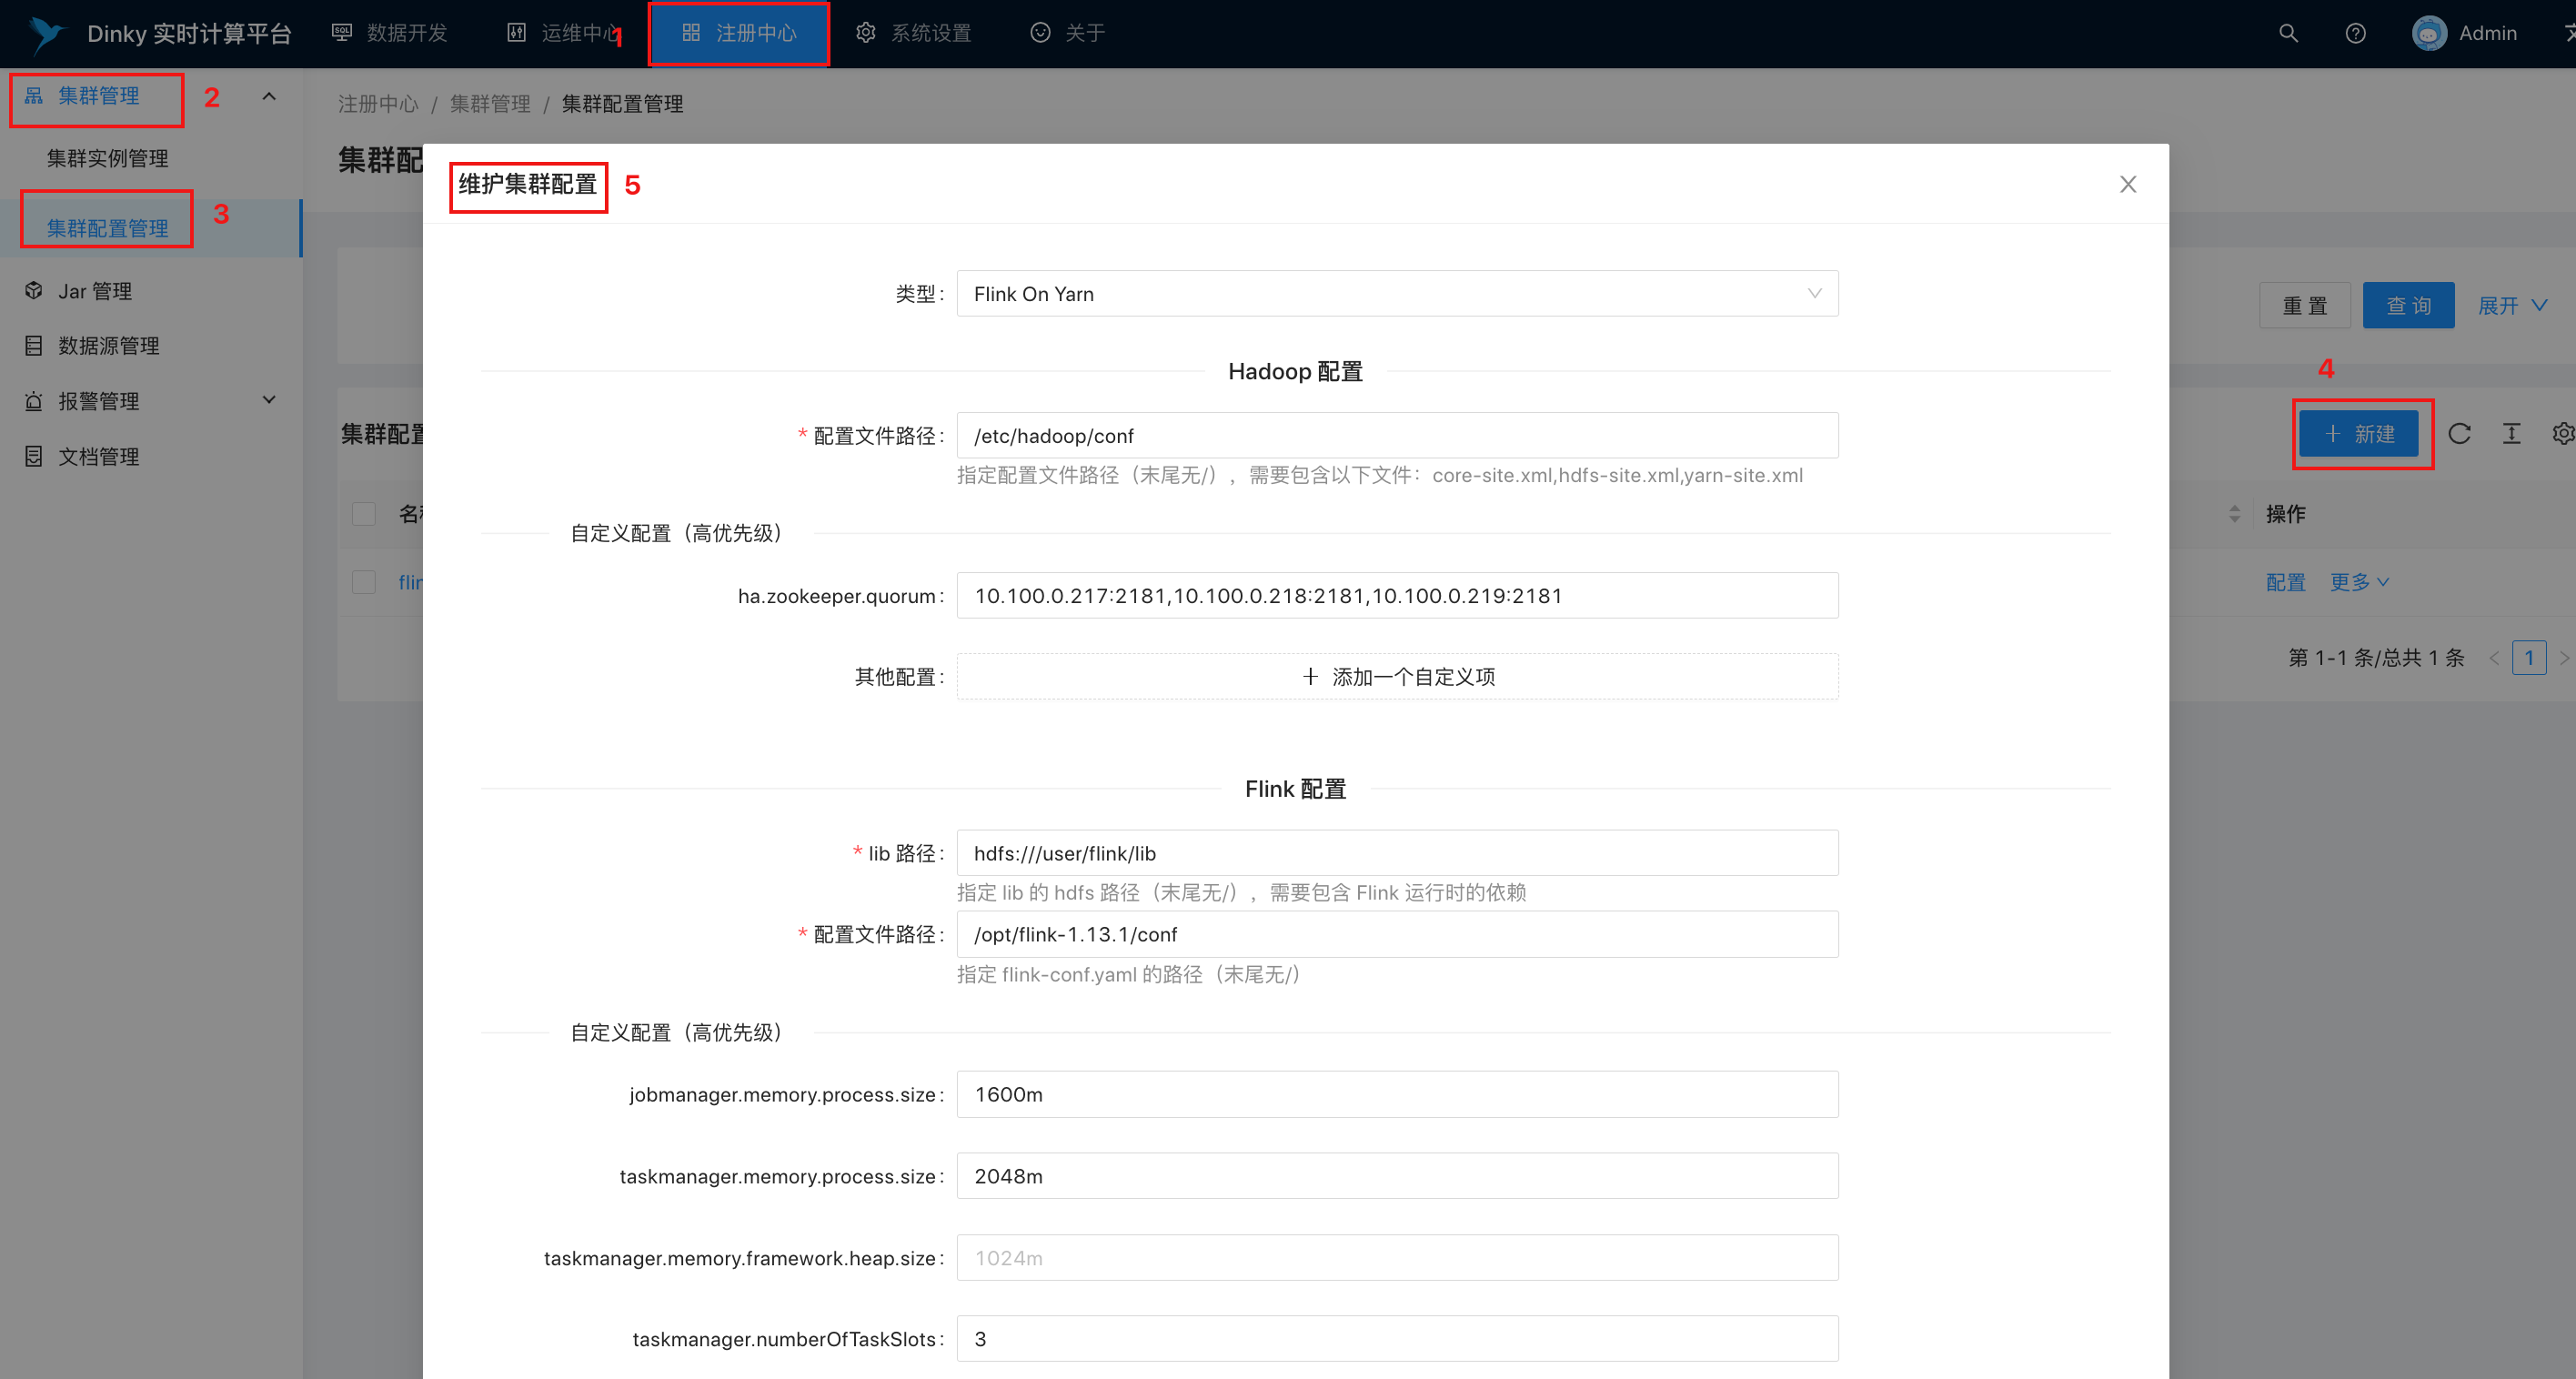 Dinky 实时计算平台 数据开发 运维中心 1 注册中心 系统设置 关于 Admin
集群管理 2
集群实例管理
集群配置管理 3
Jar 管理
数据源管理
报警管理
文档管理
注册中心 / 集群管理 / 集群配置管理
集群配
维护集群配置 5
类型: Flink On Yarn
Hadoop 配置
* 配置文件路径: /etc/hadoop/conf
指定配置文件路径（末尾无/），需要包含以下文件：core-site.xml,hdfs-site.xml,yarn-site.xml
自定义配置（高优先级）
ha.zookeeper.quorum: 10.100.0.217:2181,10.100.0.218:2181,10.100.0.219:2181
其他配置: + 添加一个自定义项
Flink 配置
* lib 路径: hdfs:///user/flink/lib
指定 lib 的 hdfs 路径（末尾无/），需要包含 Flink 运行时的依赖
* 配置文件路径: /opt/flink-1.13.1/conf
指定 flink-conf.yaml 的路径（末尾无/）
自定义配置（高优先级）
jobmanager.memory.process.size: 1600m
taskmanager.memory.process.size: 2048m
taskmanager.memory.framework.heap.size: 1024m
taskmanager.numberOfTaskSlots: 3
重 置 查 询 展开
4
集群配置
+ 新建
操作
配置 更多
第 1-1 条/总共 1 条 < 1 >